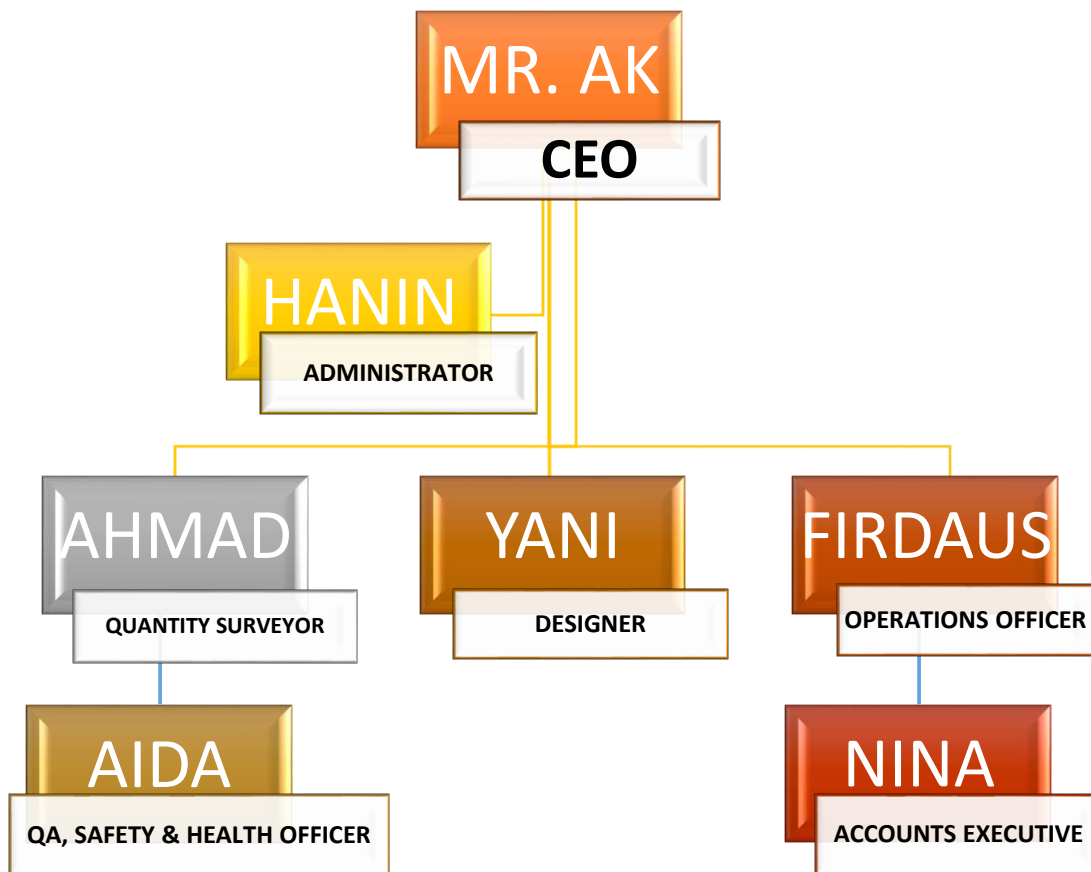 MR. AK
CEO
HANIN
ADMINISTRATOR
AHMAD
QUANTITY SURVEYOR
YANI
DESIGNER
FIRDAUS
OPERATIONS OFFICER
AIDA
QA, SAFETY & HEALTH OFFICER
NINA
ACCOUNTS EXECUTIVE